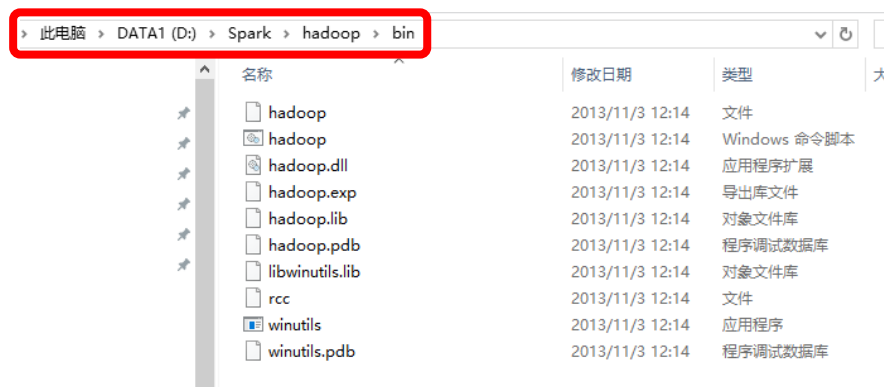 此电脑 > DATA1 (D:) > Spark > hadoop > bin
名称 修改日期 类型 大
hadoop 2013/11/3 12:14 文件
hadoop 2013/11/3 12:14 Windows 命令脚本
hadoop.dll 2013/11/3 12:14 应用程序扩展
hadoop.exp 2013/11/3 12:14 导出库文件
hadoop.lib 2013/11/3 12:14 对象文件库
hadoop.pdb 2013/11/3 12:14 程序调试数据库
libwinutils.lib 2013/11/3 12:14 对象文件库
rcc 2013/11/3 12:14 文件
winutils 2013/11/3 12:14 应用程序
winutils.pdb 2013/11/3 12:14 程序调试数据库